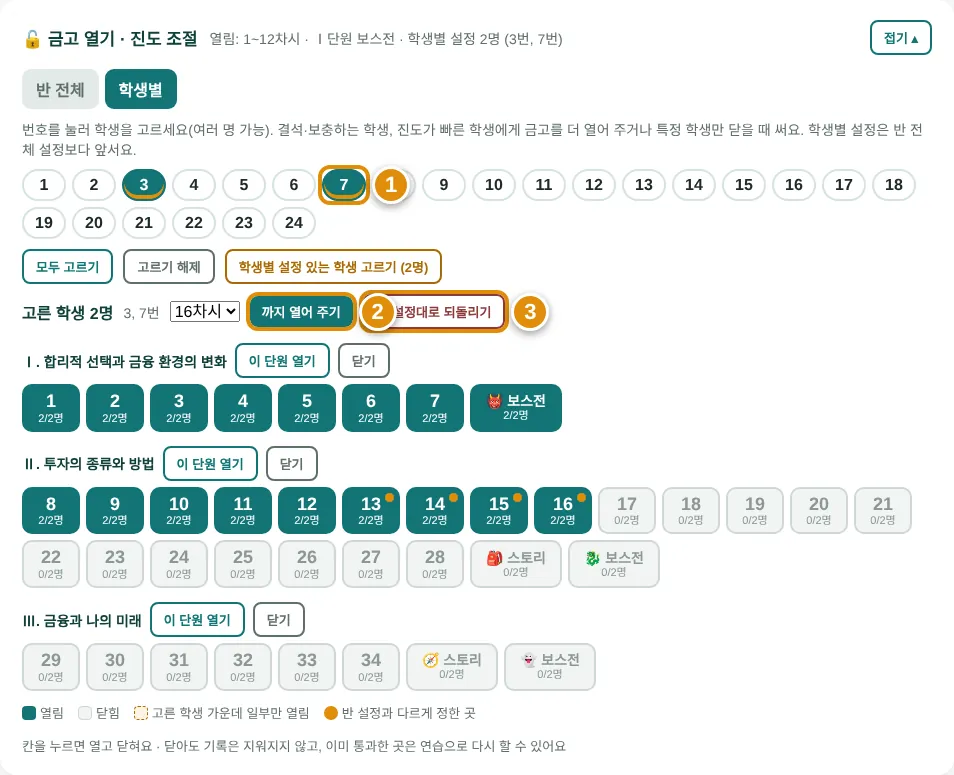 금고 열기 · 진도 조절 열림: 1~12차시 · Ⅰ단원 보스전 · 학생별 설정 2명 (3번, 7번) 접기 ▴
반 전체 학생별
번호를 눌러 학생을 고르세요(여러 명 가능). 결석·보충하는 학생, 진도가 빠른 학생에게 금고를 더 열어 주거나 특정 학생만 닫을 때 써요. 학생별 설정은 반 전
체 설정보다 앞서요.
1 2 3 4 5 6 7 1 9 10 11 12 13 14 15 16 17 18
19 20 21 22 23 24
모두 고르기 고르기 해제 학생별 설정 있는 학생 고르기 (2명)
고른 학생 2명 3, 7번 16차시 까지 열어 주기 2 설정대로 되돌리기 3
Ⅰ. 합리적 선택과 금융 환경의 변화 이 단원 열기 닫기
1 2 3 4 5 6 7 보스전
2/2명 2/2명 2/2명 2/2명 2/2명 2/2명 2/2명 2/2명
Ⅱ. 투자의 종류와 방법 이 단원 열기 닫기
8 9 10 11 12 13 14 15 16 17 18 19 20 21
2/2명 2/2명 2/2명 2/2명 2/2명 2/2명 2/2명 2/2명 2/2명 0/2명 0/2명 0/2명 0/2명 0/2명
22 23 24 25 26 27 28 스토리 보스전
0/2명 0/2명 0/2명 0/2명 0/2명 0/2명 0/2명 0/2명 0/2명
Ⅲ. 금융과 나의 미래 이 단원 열기 닫기
29 30 31 32 33 34 스토리 보스전
0/2명 0/2명 0/2명 0/2명 0/2명 0/2명 0/2명 0/2명
열림 닫힘 고른 학생 가운데 일부만 열림 반 설정과 다르게 정한 곳
칸을 누르면 열고 닫혀요 · 닫아도 기록은 지워지지 않고, 이미 통과한 곳은 연습으로 다시 할 수 있어요